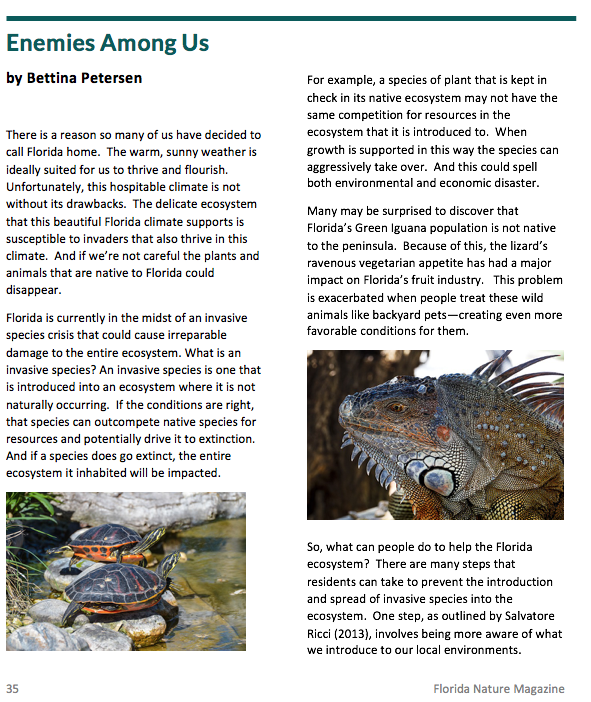 Enemies Among Us
by Bettina Petersen
There is a reason so many of us have decided to
call Florida home.  The warm, sunny weather is
ideally suited for us to thrive and flourish.
Unfortunately, this hospitable climate is not
without its drawbacks.  The delicate ecosystem
that this beautiful Florida climate supports is
susceptible to invaders that also thrive in this
climate.  And if we’re not careful the plants and
animals that are native to Florida could
disappear.
Florida is currently in the midst of an invasive
species crisis that could cause irreparable
damage to the entire ecosystem. What is an
invasive species? An invasive species is one that
is introduced into an ecosystem where it is not
naturally occurring.  If the conditions are right,
that species can outcompete native species for
resources and potentially drive it to extinction.
And if a species does go extinct, the entire
ecosystem it inhabited will be impacted.
For example, a species of plant that is kept in
check in its native ecosystem may not have the
same competition for resources in the
ecosystem that it is introduced to.  When
growth is supported in this way the species can
aggressively take over.  And this could spell
both environmental and economic disaster.
Many may be surprised to discover that
Florida’s Green Iguana population is not native
to the peninsula.  Because of this, the lizard’s
ravenous vegetarian appetite has had a major
impact on Florida’s fruit industry.   This problem
is exacerbated when people treat these wild
animals like backyard pets—creating even more
favorable conditions for them.
So, what can people do to help the Florida
ecosystem?  There are many steps that
residents can take to prevent the introduction
and spread of invasive species into the
ecosystem.  One step, as outlined by Salvatore
Ricci (2013), involves being more aware of what
we introduce to our local environments.
35
Florida Nature Magazine